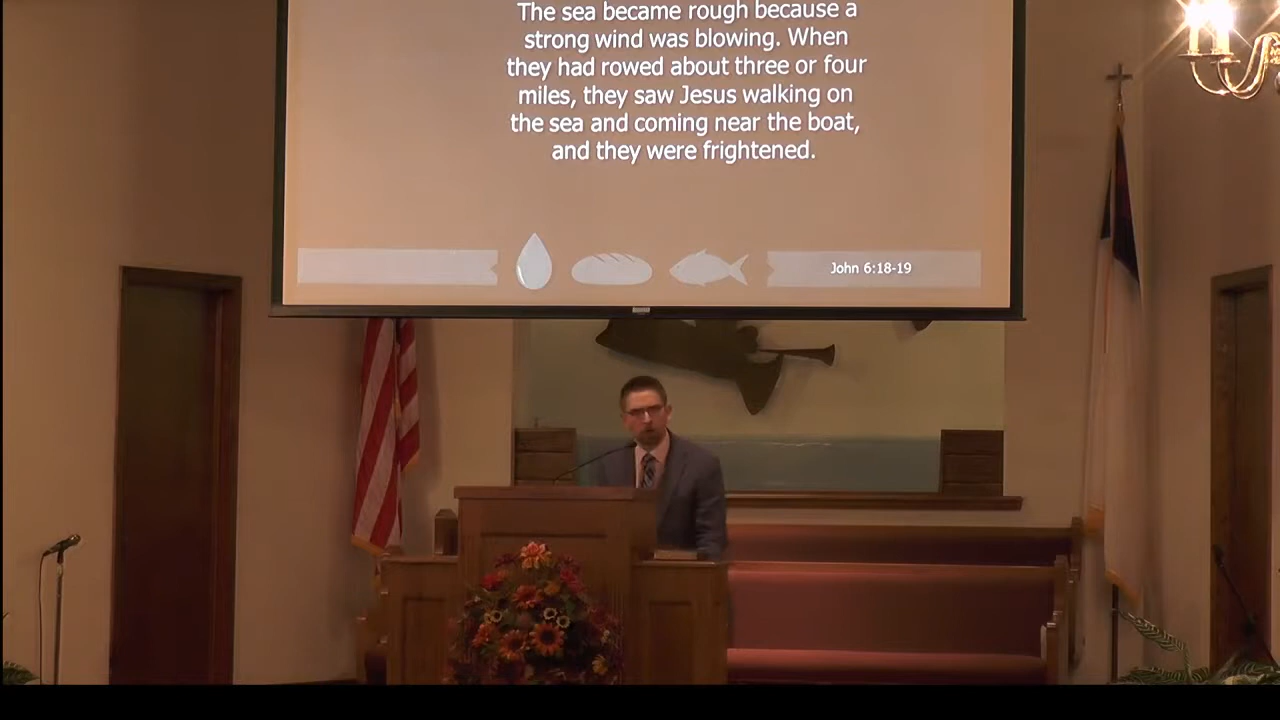 The sea became rough because a
strong wind was blowing. When
they had rowed about three or four
miles, they saw Jesus walking on
the sea and coming near the boat,
and they were frightened.
John 6:18-19